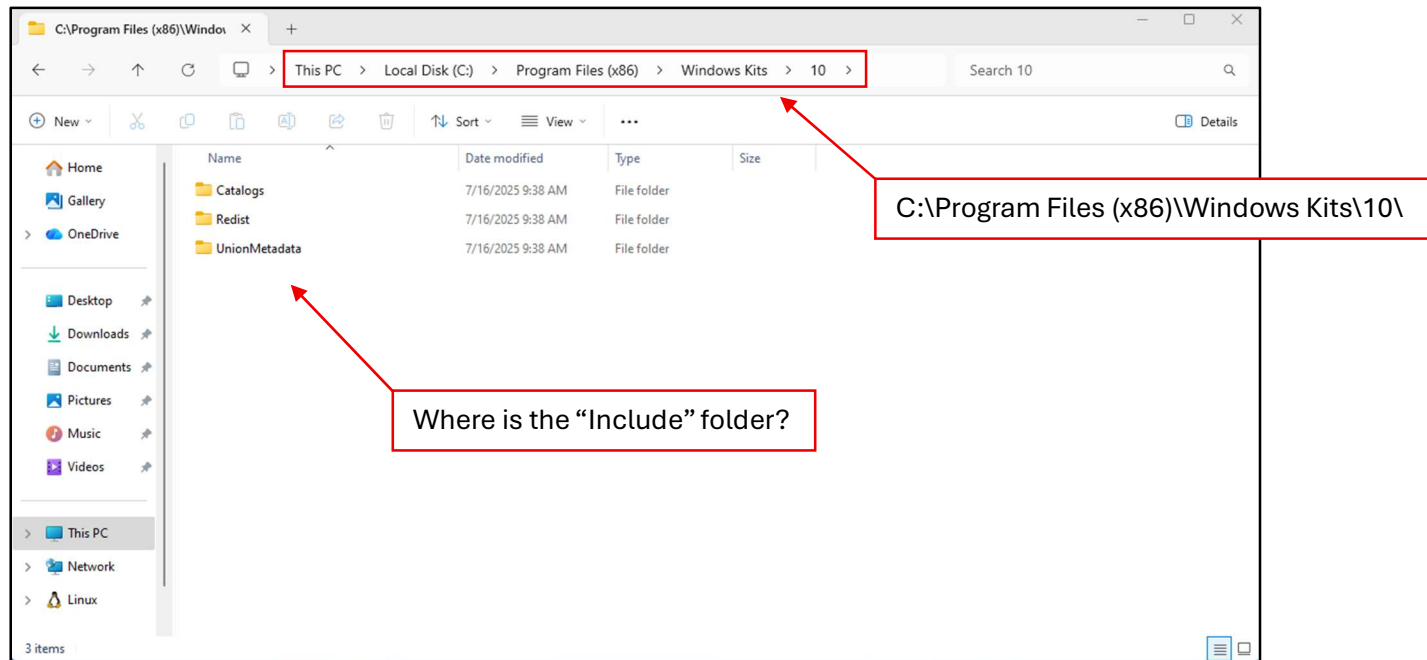 C:\Program Files (x86)\Windov
This PC > Local Disk (C:) > Program Files (x86) > Windows Kits > 10 >
Search 10
New
Sort
View
Details
Name Date modified Type Size
Home
Gallery
OneDrive
Desktop
Downloads
Documents
Pictures
Music
Videos
This PC
Network
Linux
Catalogs 7/16/2025 9:38 AM File folder
Redist 7/16/2025 9:38 AM File folder
UnionMetadata 7/16/2025 9:38 AM File folder
C:\Program Files (x86)\Windows Kits\10\
Where is the “Include” folder?
3 items